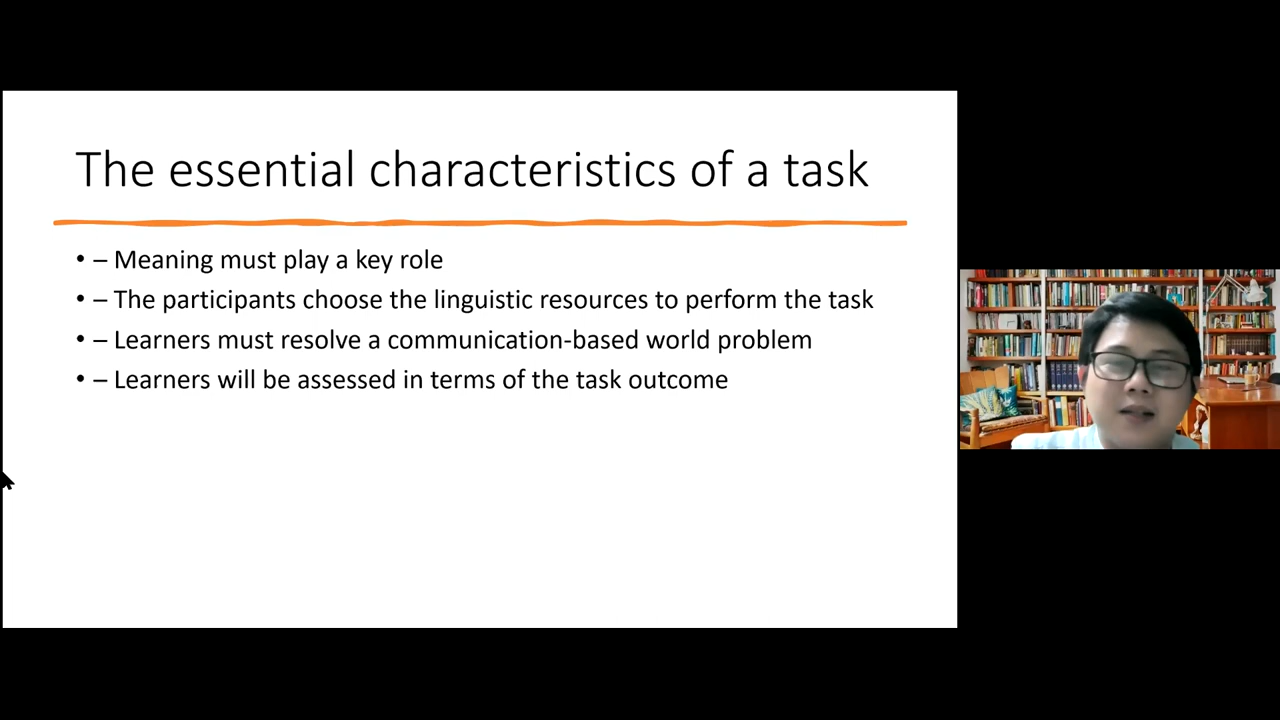 The essential characteristics of a task
• – Meaning must play a key role
• – The participants choose the linguistic resources to perform the task
• – Learners must resolve a communication-based world problem
• – Learners will be assessed in terms of the task outcome